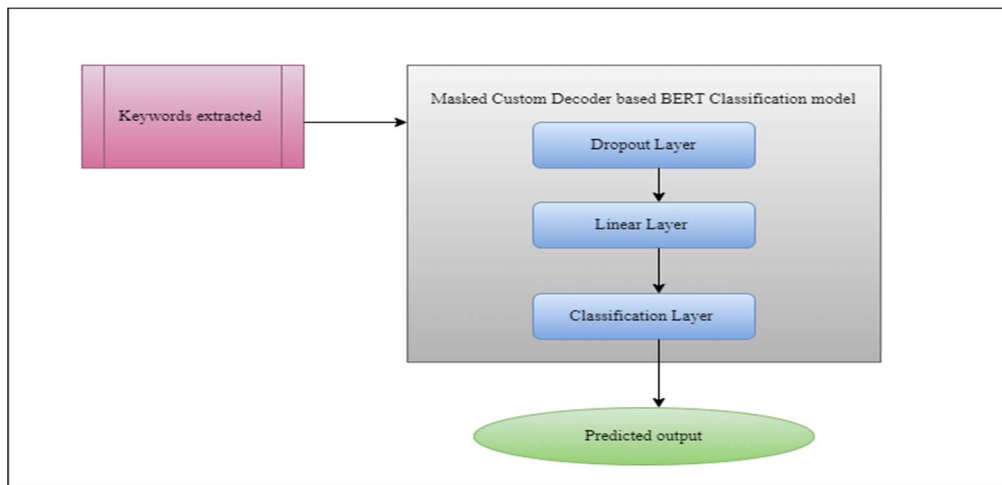 Keywords extracted
Masked Custom Decoder based BERT Classification model
Dropout Layer
Linear Layer
Classification Layer
Predicted output